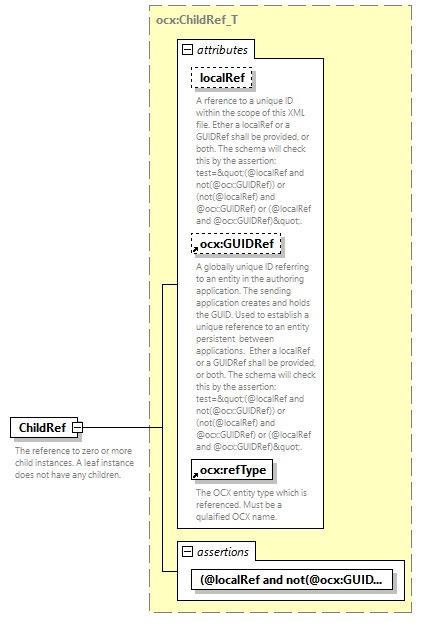 ocx:ChildRef_T
attributes
localRef
A rference to a unique ID
within the scope of this XML
file. Ether a localRef or a
GUIDRef shall be provided, or
both. The schema will check
this by the assertion:
test=&quot;(@localRef and
not(@ocx:GUIDRef)) or
(not(@localRef) and
@ocx:GUIDRef) or (@localRef
and @ocx:GUIDRef)&quot;.
ocx:GUIDRef
A globally unique ID referring
to an entity in the authoring
application. The sending
application creates and holds
the GUID. Used to establish a
unique reference to an entity
persistent  between
applications.  Ether a localRef
or a GUIDRef shall be provided,
or both. The schema will check
this by the assertion:
test=&quot;(@localRef and
not(@ocx:GUIDRef)) or
(not(@localRef) and
@ocx:GUIDRef) or (@localRef
and @ocx:GUIDRef)&quot;.
ChildRef
The reference to zero or more
child instances. A leaf instance
does not have any children.
ocx:refType
The OCX entity type which is
referenced. Must be a
qulaified OCX name.
assertions
(@localRef and not(@ocx:GUID...